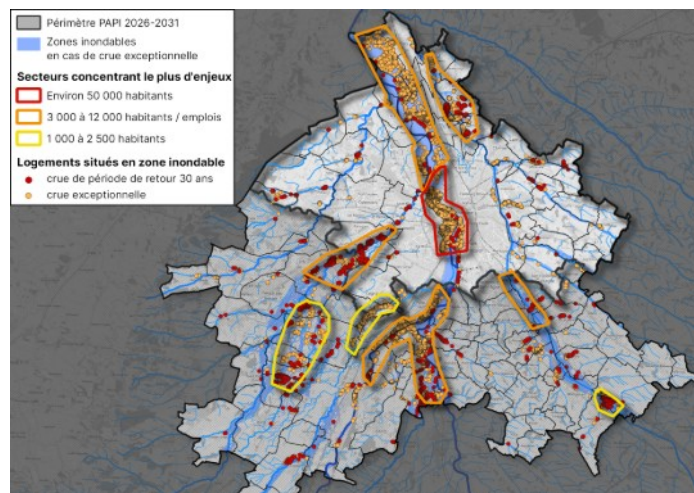 Périmètre PAPI 2026-2031
Zones inondables
en cas de crue exceptionnelle
Secteurs concentrant le plus d'enjeux
Environ 50 000 habitants
3 000 à 12 000 habitants / emplois
1 000 à 2 500 habitants
Logements situés en zone inondable
crue de période de retour 30 ans
crue exceptionnelle